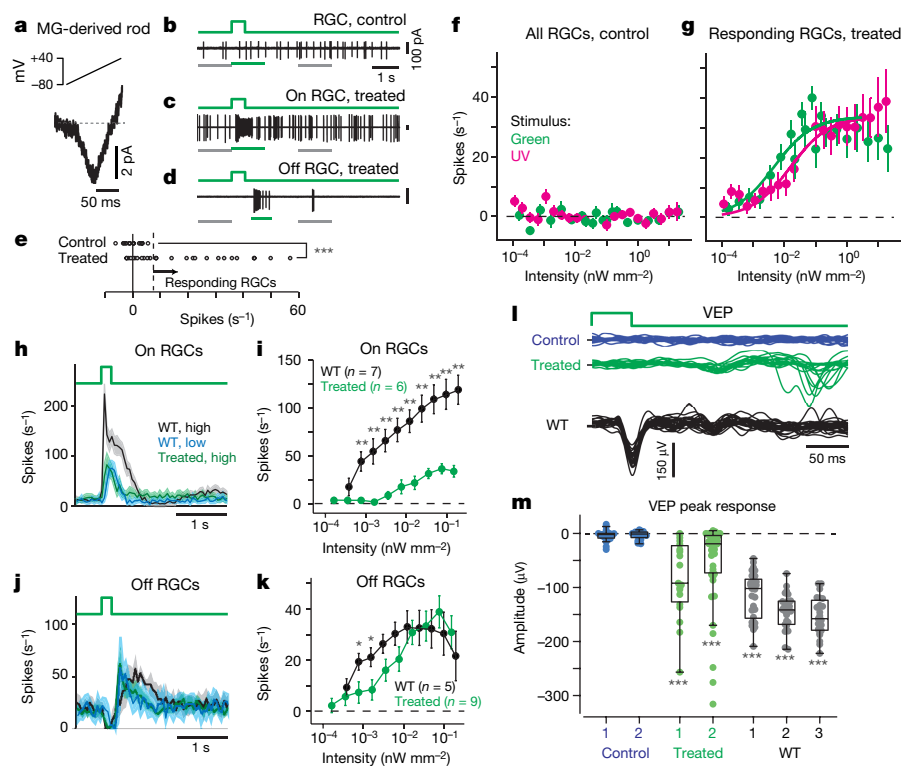 a
MG-derived rod
+40
mV
−80
2 pA
50 ms
b
RGC, control
100 pA
1 s
c
On RGC, treated
d
Off RGC, treated
e
Control
Treated
***
Responding RGCs
0
60
Spikes (s−1)
f
All RGCs, control
Spikes (s−1)
40
20
0
Stimulus:
Green
UV
10−4
10−2
100
Intensity (nW mm−2)
g
Responding RGCs, treated
10−4
10−2
100
Intensity (nW mm−2)
h
On RGCs
Spikes (s−1)
200
100
0
WT, high
WT, low
Treated, high
1 s
i
On RGCs
Spikes (s−1)
150
125
100
75
50
25
0
WT (n = 7)
Treated (n = 6)
**
**
**
**
**
**
**
**
**
10−4
10−3
10−2
10−1
Intensity (nW mm−2)
j
Off RGCs
Spikes (s−1)
100
50
0
1 s
k
Off RGCs
Spikes (s−1)
40
20
0
*
*
WT (n = 5)
Treated (n = 9)
10−4
10−3
10−2
10−1
Intensity (nW mm−2)
l
VEP
Control
Treated
WT
150 μV
50 ms
m
VEP peak response
Amplitude (μV)
0
−100
−200
−300
***
***
***
***
***
1 2 1 2 1 2 3
Control Treated WT